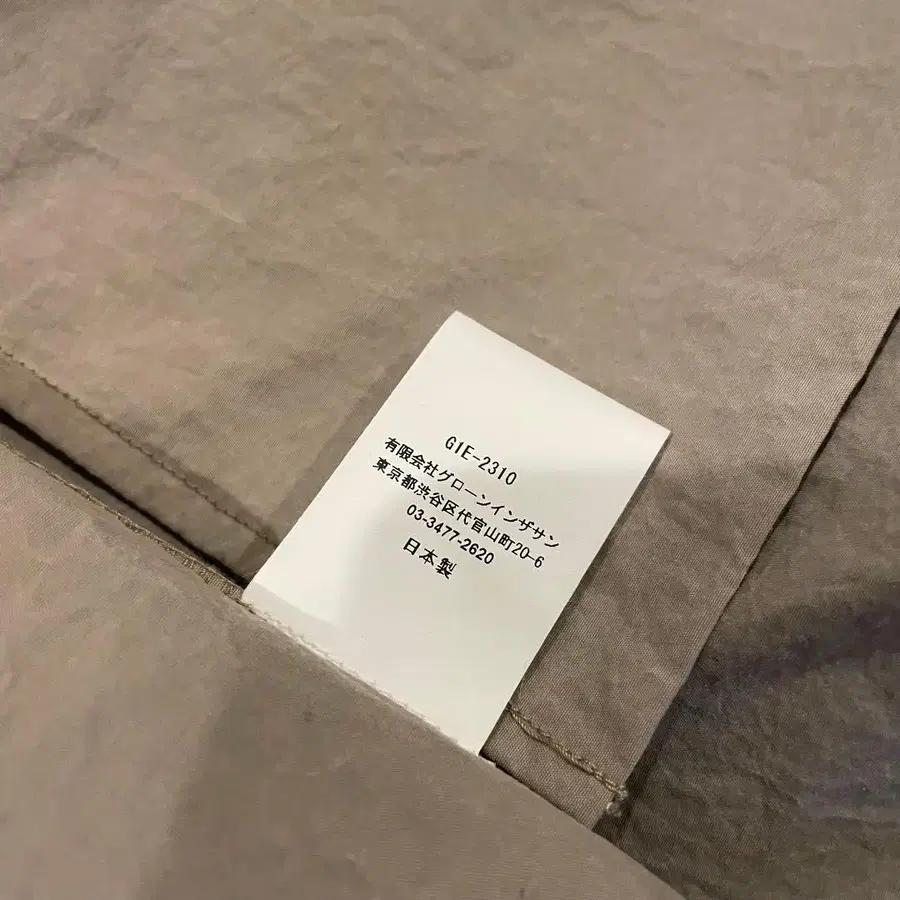 GIE-2310
有限会社グローンインザサン
東京都渋谷区代官山町20-6
03-3477-2620
日本製